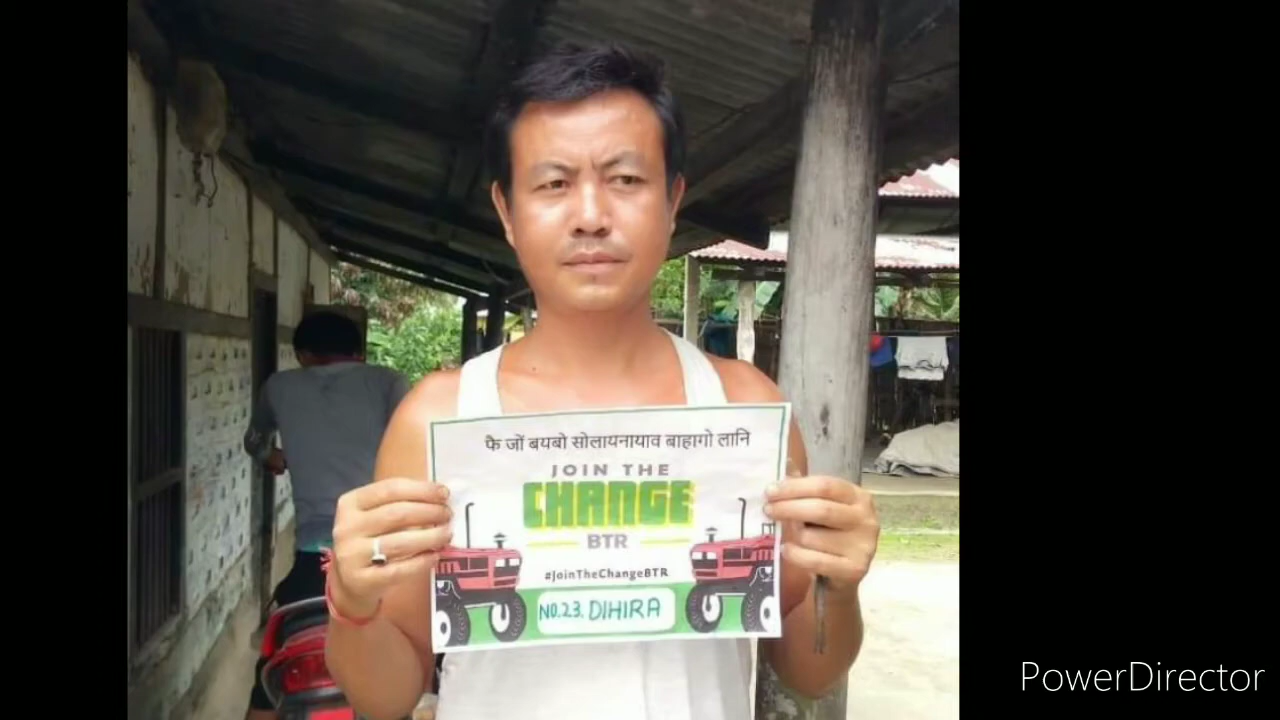 फै जों बयबो सोलायनायाव बाहागो लानि
JOIN THE
CHANGE
BTR
#JoinTheChangeBTR
NO.23. DIHIRA
PowerDirector